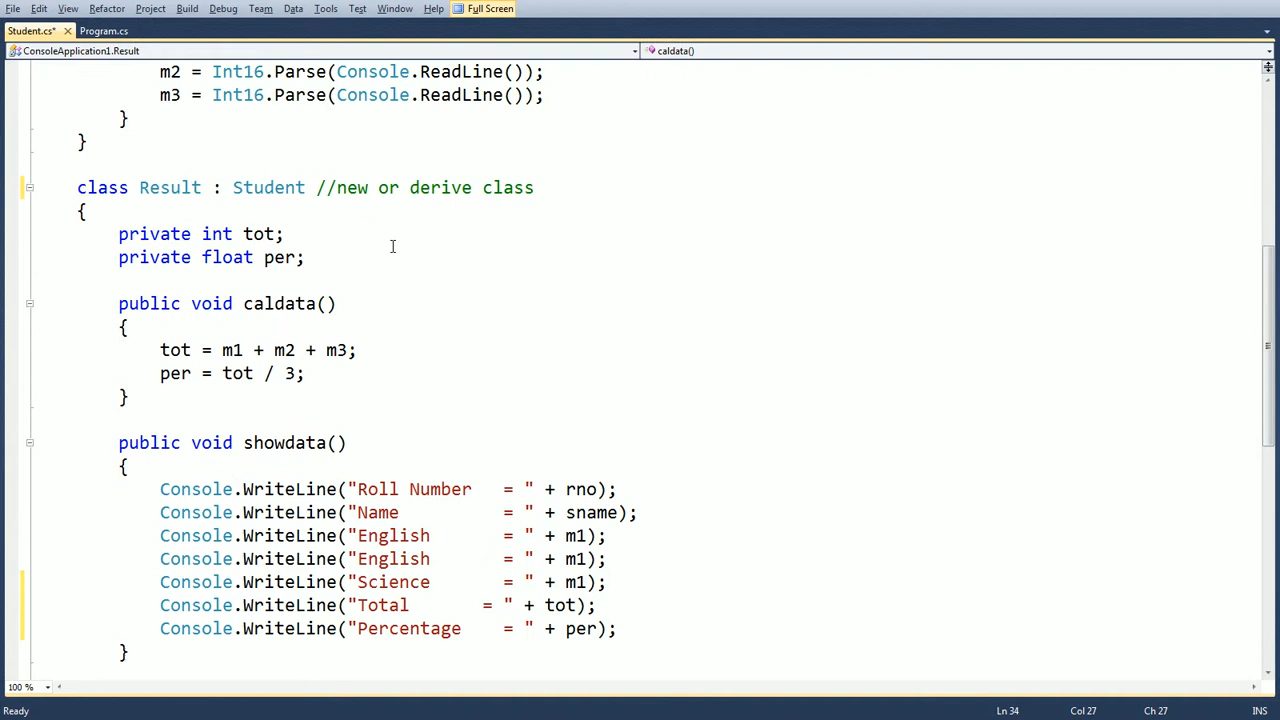 File Edit View Refactor Project Build Debug Team Data Tools Test Window Help Full Screen
Student.cs* × Program.cs
ConsoleApplication1.Result caldata()
m2 = Int16.Parse(Console.ReadLine());
m3 = Int16.Parse(Console.ReadLine());
}
}
class Result : Student //new or derive class
{
private int tot;
private float per;
public void caldata()
{
tot = m1 + m2 + m3;
per = tot / 3;
}
public void showdata()
{
Console.WriteLine("Roll Number   = " + rno);
Console.WriteLine("Name          = " + sname);
Console.WriteLine("English       = " + m1);
Console.WriteLine("English       = " + m1);
Console.WriteLine("Science       = " + m1);
Console.WriteLine("Total       = " + tot);
Console.WriteLine("Percentage    = " + per);
}
100 %
Ready Ln 34 Col 27 Ch 27 INS